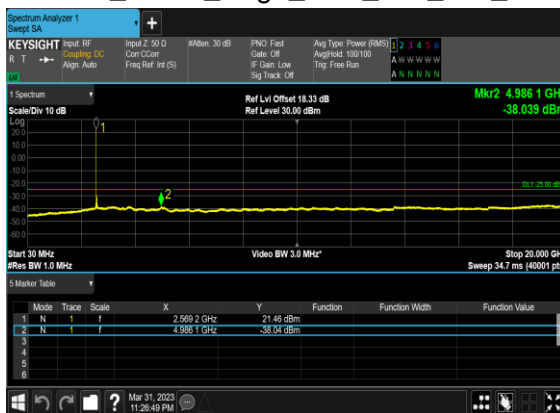 Spectrum Analyzer 1
Swept SA
KEYSIGHT Input: RF Input Z: 50 Ω #Atten: 30 dB PNO: Fast Avg Type: Power (RMS) 1 2 3 4 5 6
R T Coupling: DC Corr CCorr Gate: Off Avg|Hold: 100/100 A W W W W W
Align: Auto Freq Ref: Int (S) IF Gain: Low Trig: Free Run A N N N N N
Sig Track: Off
LU
1 Spectrum Ref Lvl Offset 18.33 dB Mkr2 4.986 1 GH
Scale/Div 10 dB Ref Level 30.00 dBm -38.039 dBr
Log
20.0
1
10.0
0.00
-10.0
-20.0
DL1 -25.00 dB
-30.0
2
-40.0
-50.0
-60.0
Start 30 MHz Video BW 3.0 MHz* Stop 20.000 GH
#Res BW 1.0 MHz Sweep 34.7 ms (40001 pt
5 Marker Table
Mode Trace Scale X Y Function Function Width Function Value
1 N 1 f 2.569 2 GHz 21.46 dBm
2 N 1 f 4.986 1 GHz -38.04 dBm
3
4
5
6
? Mar 31, 2023
11:26:49 PM